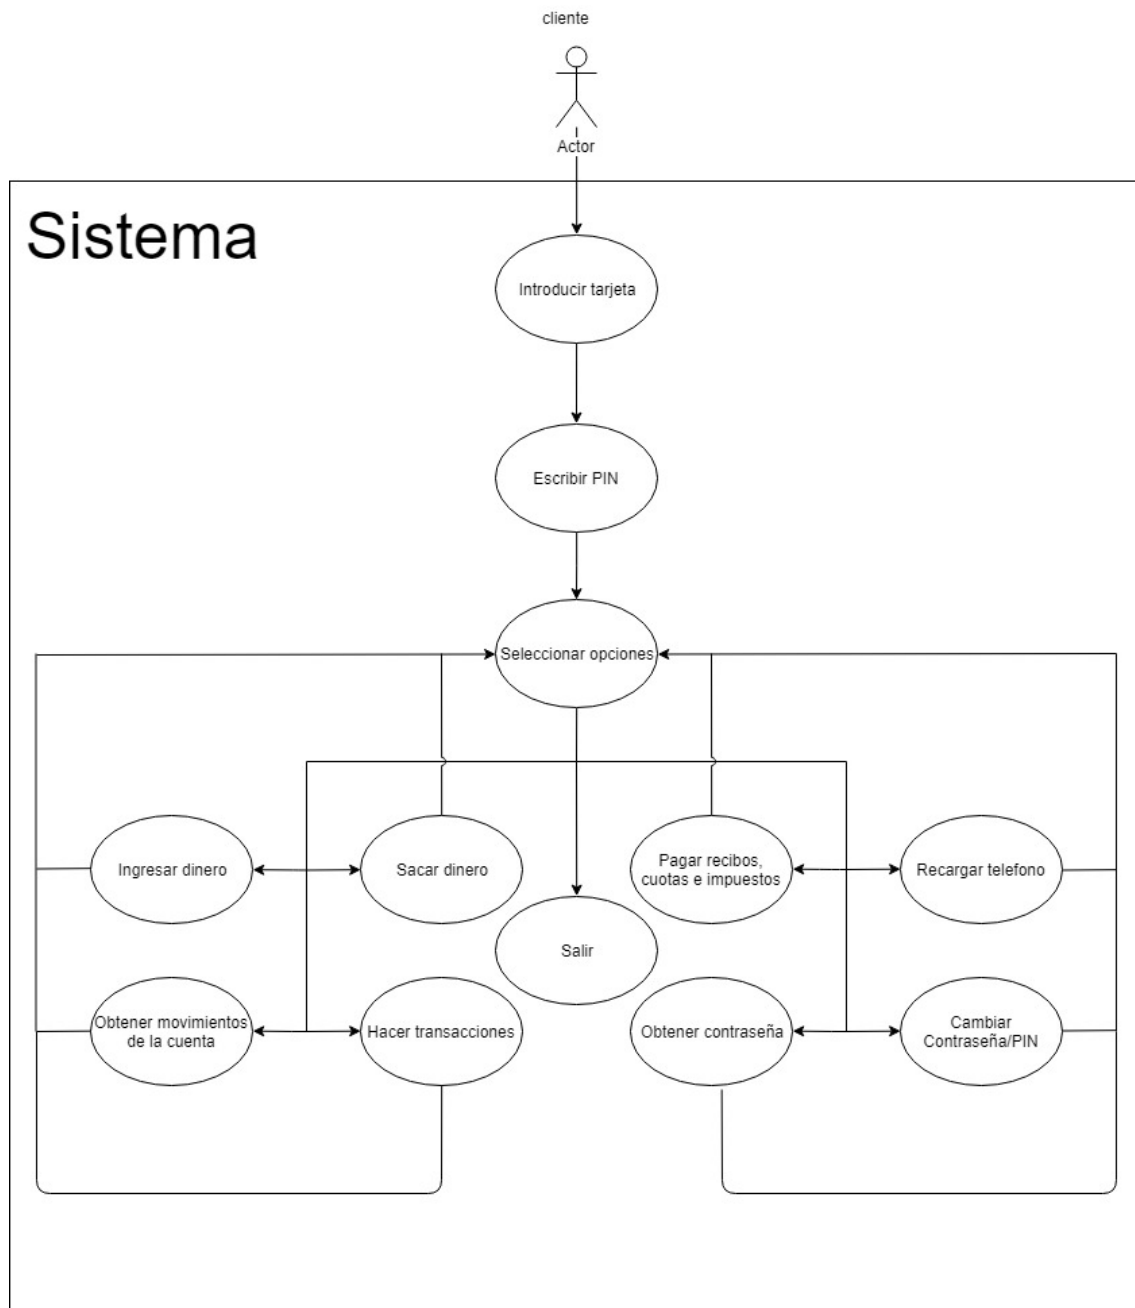 cliente
Actor
Sistema
Introducir tarjeta
Escribir PIN
Seleccionar opciones
Ingresar dinero
Sacar dinero
Pagar recibos,
cuotas e impuestos
Recargar telefono
Salir
Obtener movimientos
de la cuenta
Hacer transacciones
Obtener contraseña
Cambiar
Contraseña/PIN